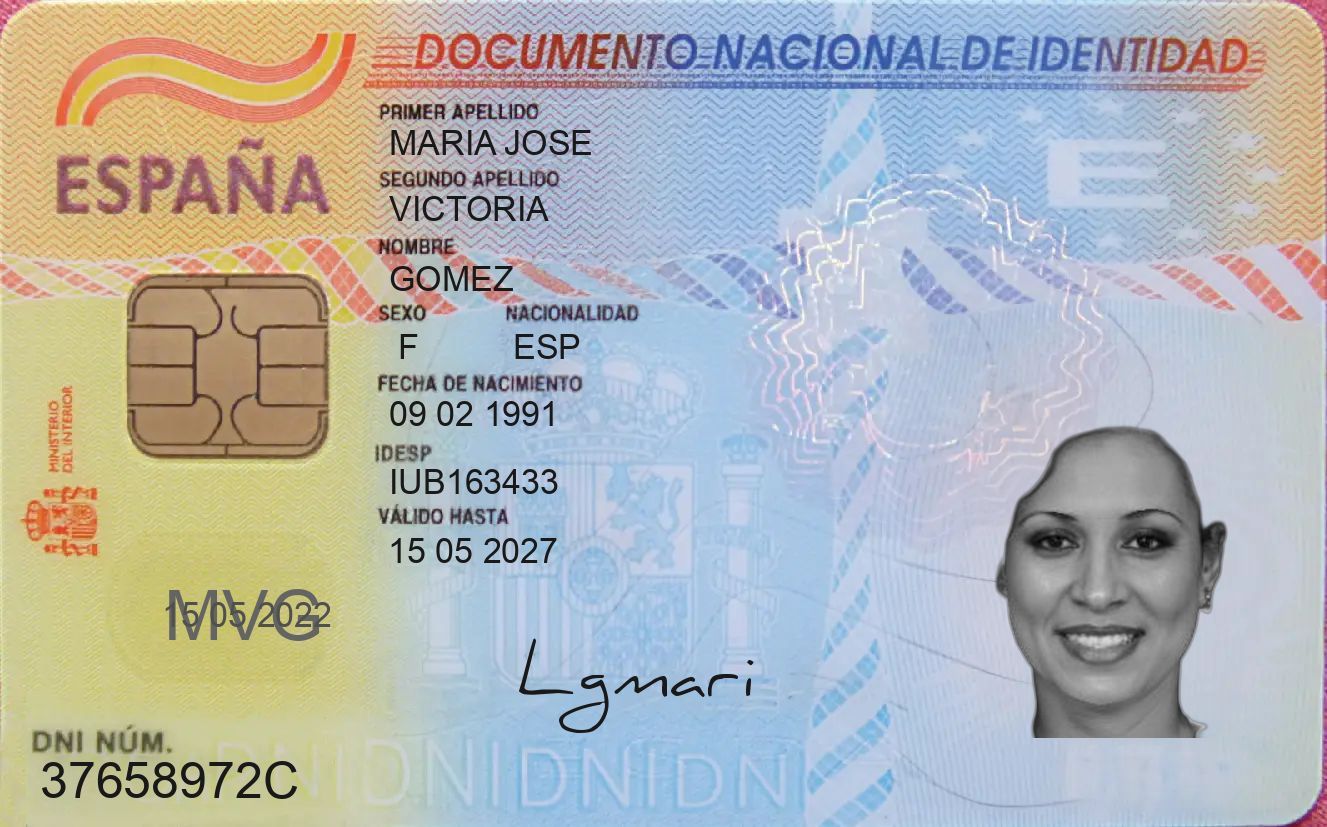 DOCUMENTO NACIONAL DE IDENTIDAD
ESPAÑA
PRIMER APELLIDO
MARIA JOSE
SEGUNDO APELLIDO
VICTORIA
NOMBRE
GOMEZ
SEXO NACIONALIDAD
F ESP
FECHA DE NACIMIENTO
09 02 1991
IDESP
IUB163433
VÁLIDO HASTA
15 05 2027
MINISTERIO
DEL INTERIOR
E
MVG
15 05 2022
Lgmari
DNI NÚM.
37658972C
DNIDNIDNIDNI